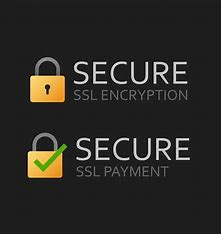 SECURE
SSL ENCRYPTION
SECURE
SSL PAYMENT